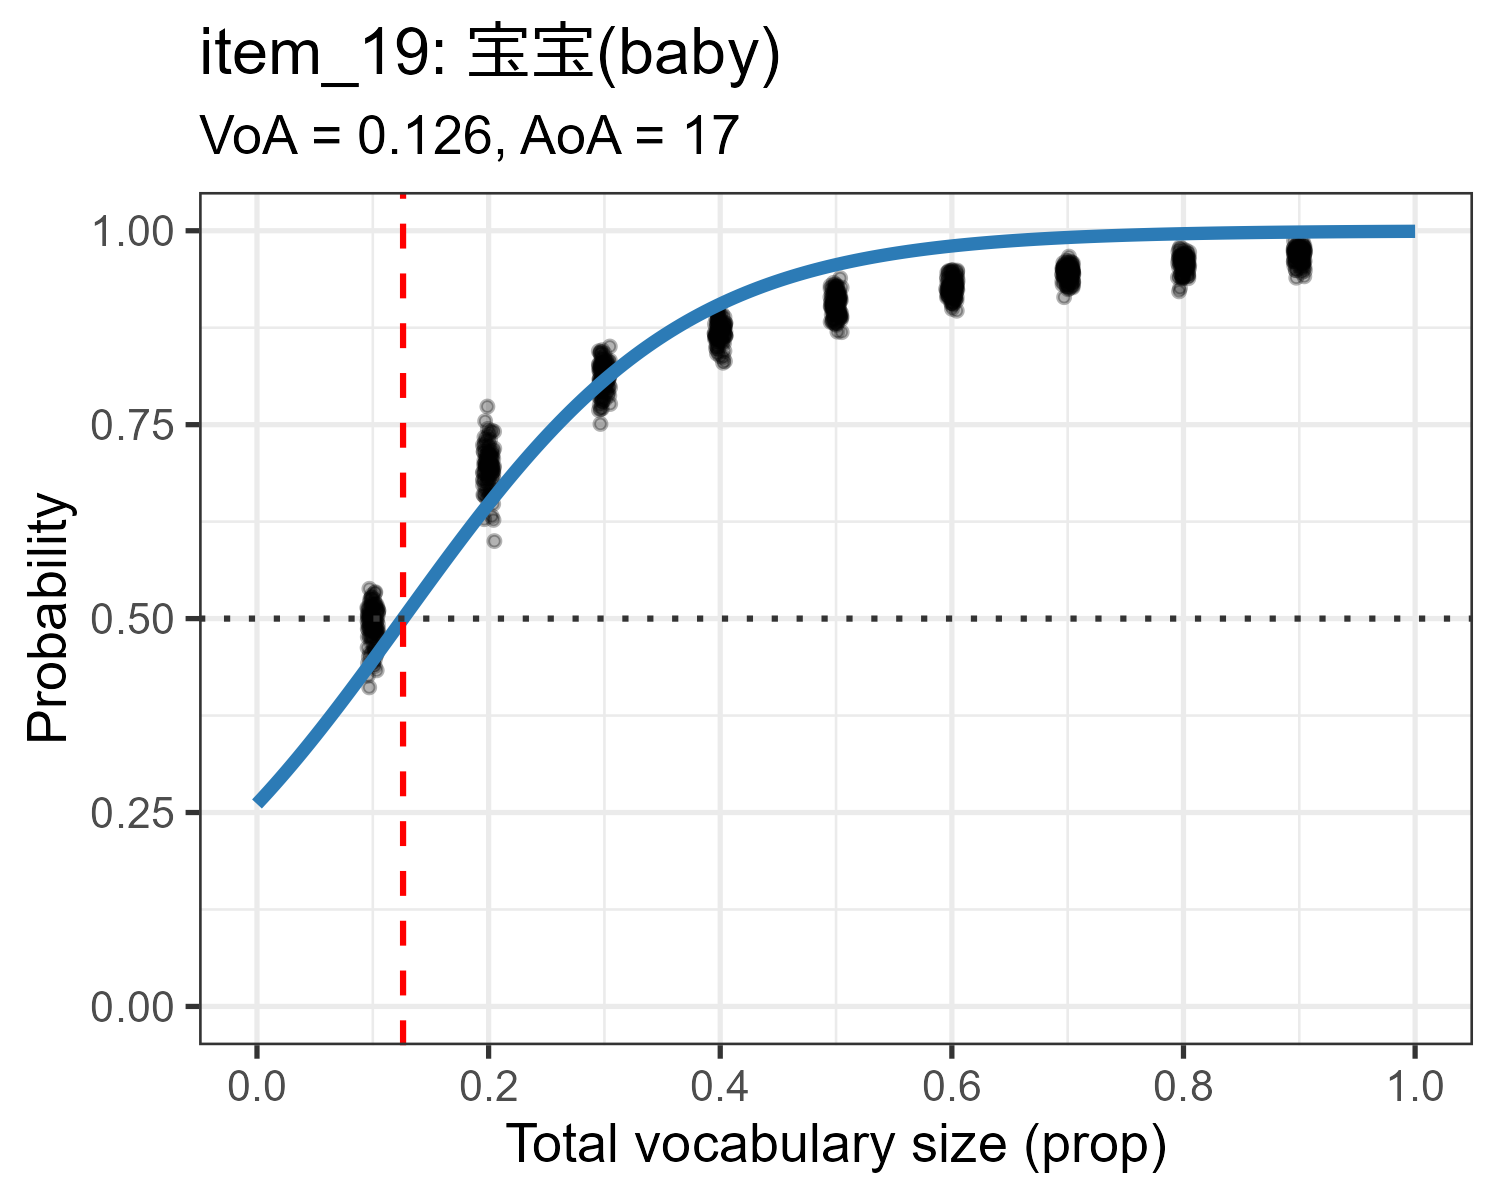 item_19: 宝宝(baby)
VoA = 0.126, AoA = 17
1.00
0.75
0.50
0.25
0.00
Probability
0.0 0.2 0.4 0.6 0.8 1.0
Total vocabulary size (prop)